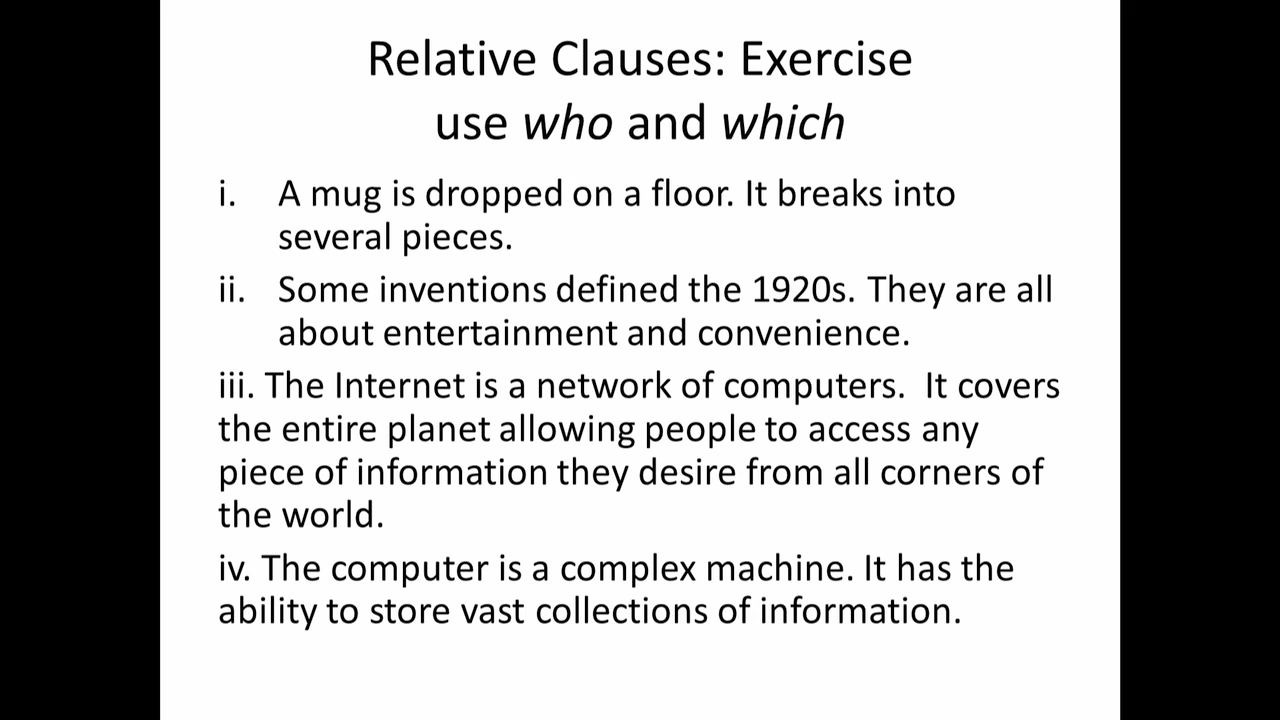 Relative Clauses: Exercise
use who and which
i. A mug is dropped on a floor. It breaks into
several pieces.
ii. Some inventions defined the 1920s. They are all
about entertainment and convenience.
iii. The Internet is a network of computers.  It covers
the entire planet allowing people to access any
piece of information they desire from all corners of
the world.
iv. The computer is a complex machine. It has the
ability to store vast collections of information.